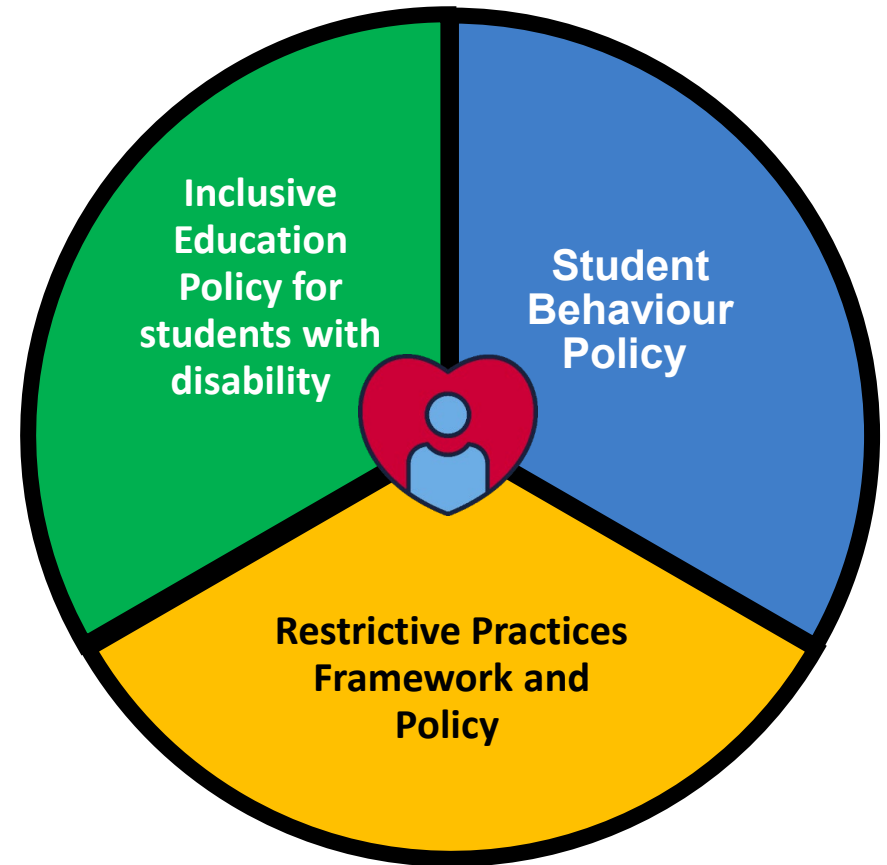 Inclusive
Education
Policy for
students with
disability
Student
Behaviour
Policy
Restrictive Practices
Framework and
Policy